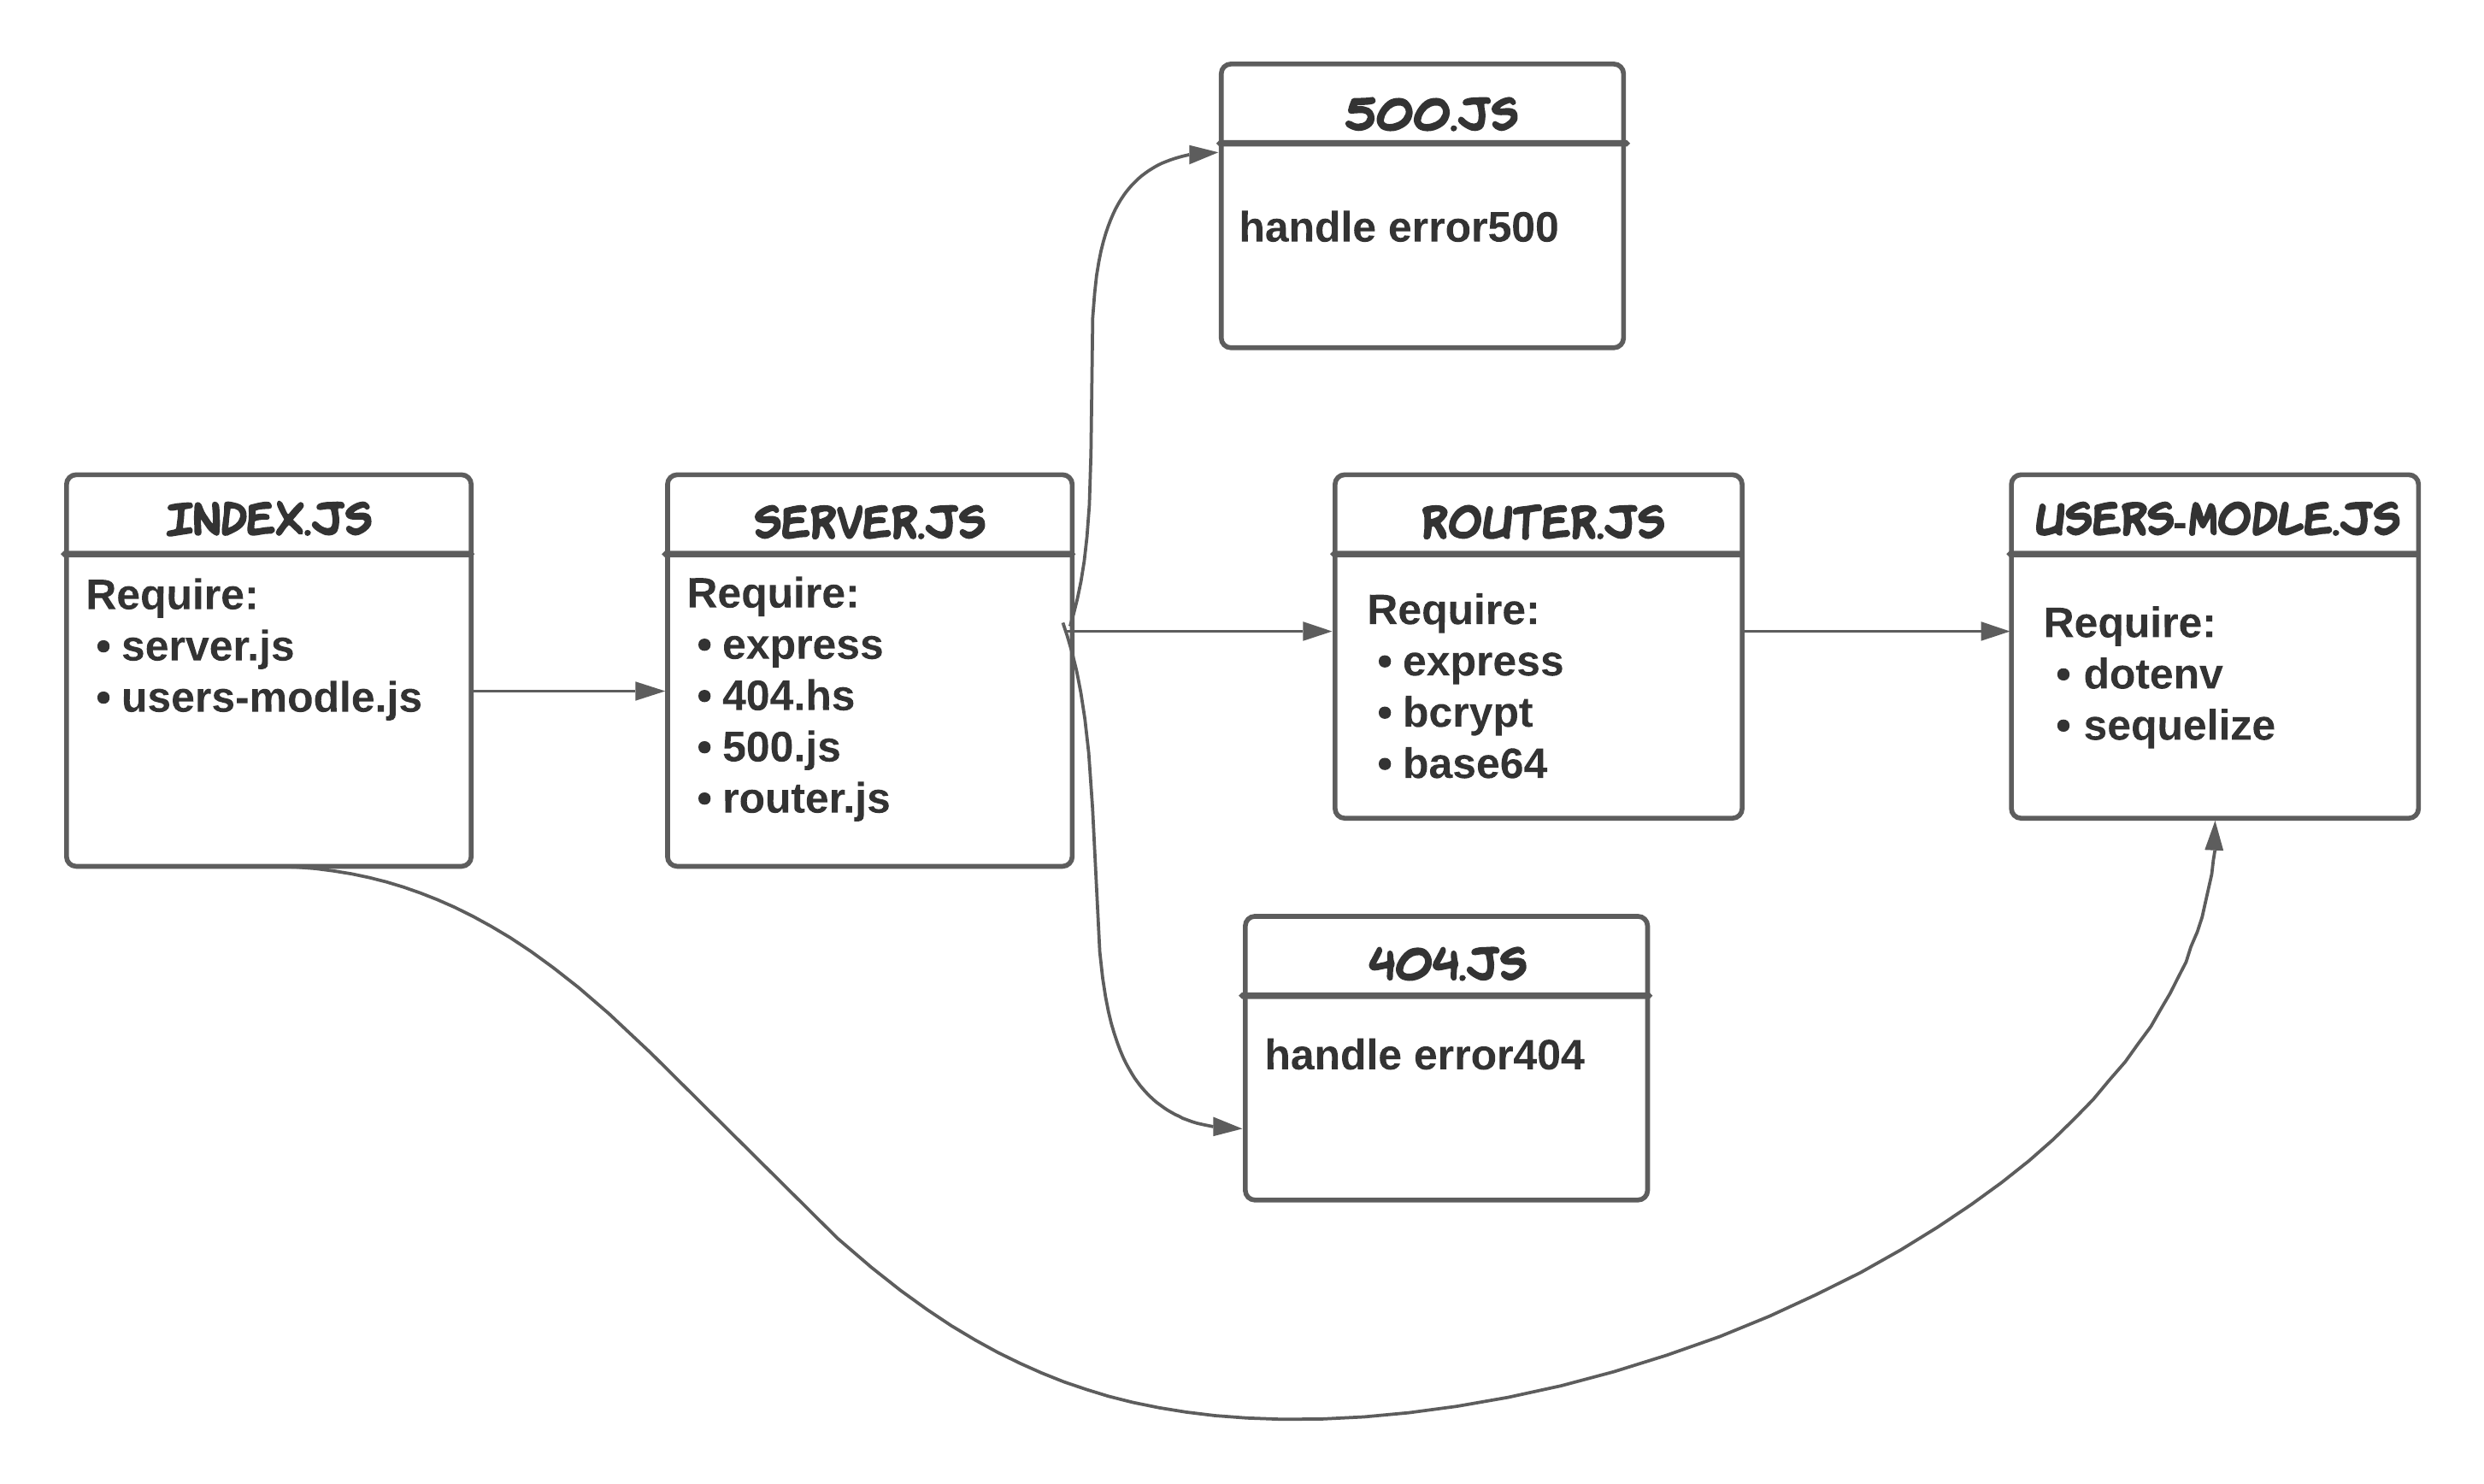 500.JS
handle error500
INDEX.JS
Require:
• server.js
• users-modle.js
SERVER.JS
Require:
• express
• 404.hs
• 500.js
• router.js
ROUTER.JS
Require:
• express
• bcrypt
• base64
USERS-MODLE.JS
Require:
• dotenv
• sequelize
404.JS
handle error404